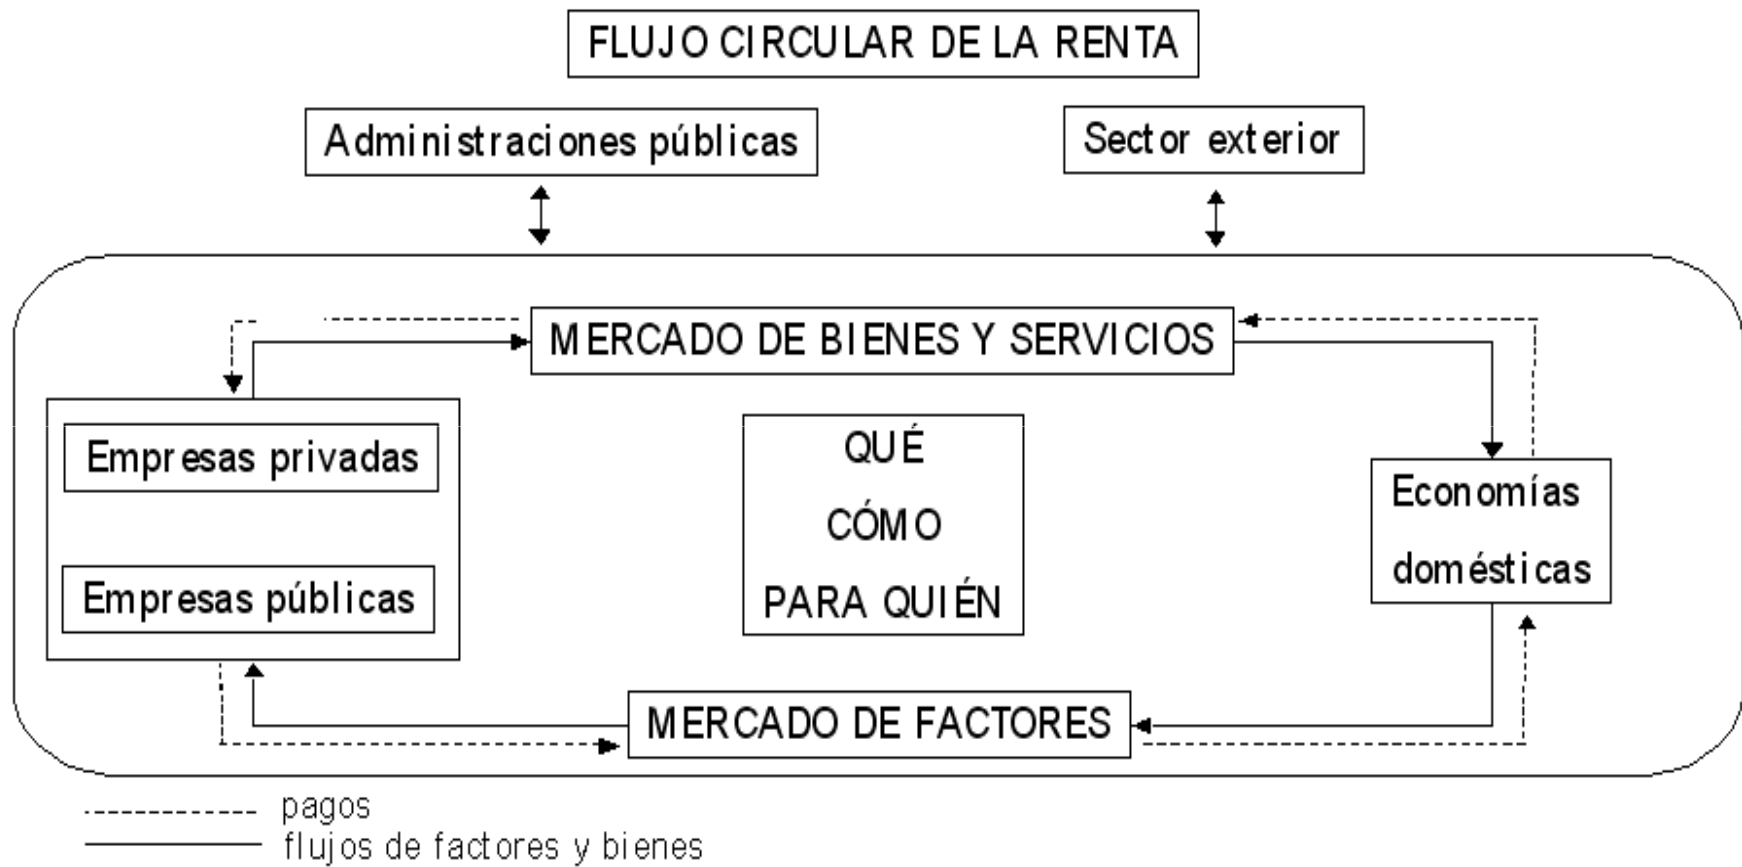 FLUJO CIRCULAR DE LA RENTA
Administraciones públicas
Sector exterior
MERCADO DE BIENES Y SERVICIOS
Empresas privadas
Empresas públicas
QUÉ
CÓMO
PARA QUIÉN
Economías
domésticas
MERCADO DE FACTORES
pagos
flujos de factores y bienes